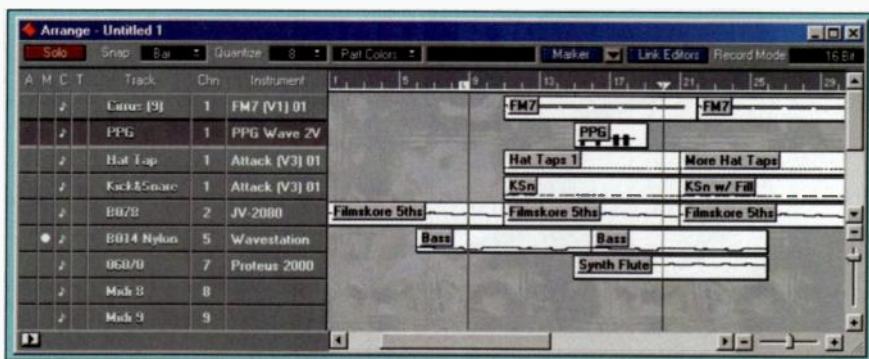 Arrange - Untitled 1
Solo Snap Bar Quantize 8 Part Colors Marker Link Editors Record Mode 16 Bit
A M C T Track Chn Instrument 1 5 9 13 17 21 25 29
Cirrus (9) 1 FM7 (V1) 01 FM7 FM7
PPG 1 PPG Wave 2V PPG
Hat Tap 1 Attack (V3) 01 Hat Taps 1 More Hat Taps
Kick&Snare 1 Attack (V3) 01 KSn KSn w/ Fill
B078 2 JV-2080 Filmskore 5ths Filmskore 5ths Filmskore 5ths
B014 Nylon 5 Wavestation Bass Bass
068/0 7 Proteus 2000 Synth Flute
Midi 8 8
Midi 9 9